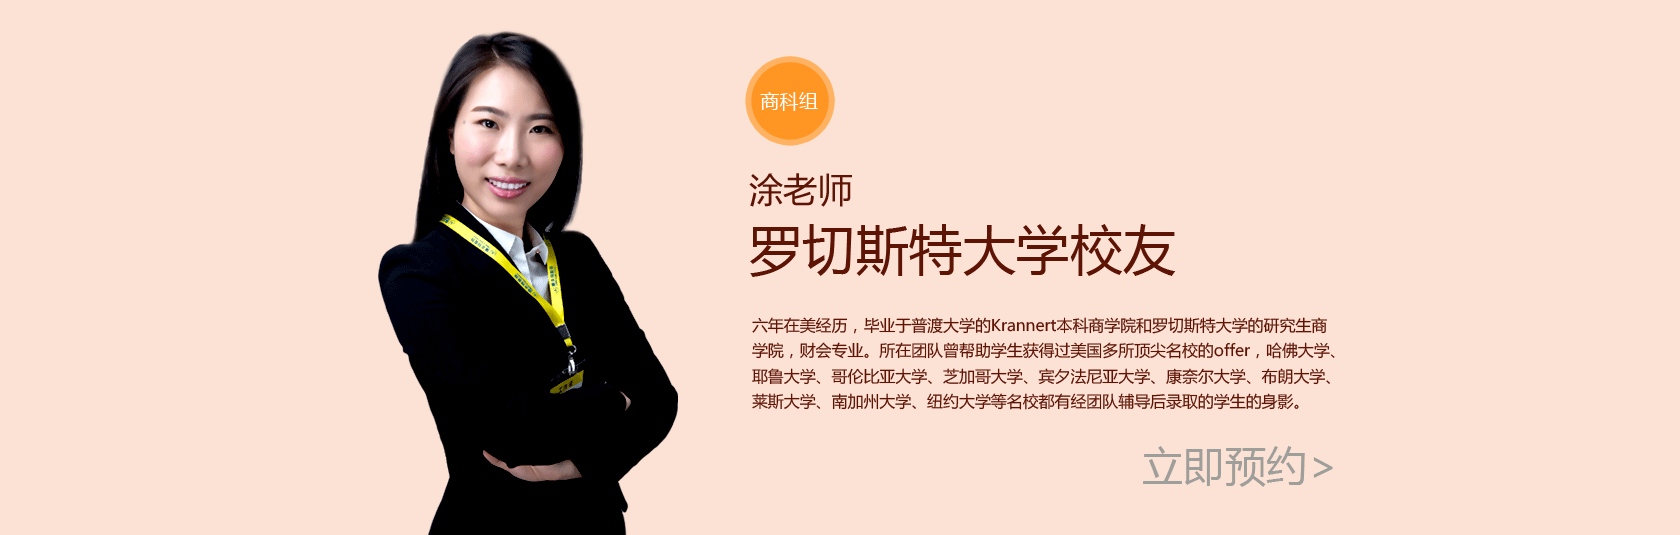 商科组
涂老师
罗切斯特大学校友
六年在美经历，毕业于普渡大学的Krannert本科商学院和罗切斯特大学的研究生商
学院，财会专业。所在团队曾帮助学生获得过美国多所顶尖名校的offer，哈佛大学、
耶鲁大学、哥伦比亚大学、芝加哥大学、宾夕法尼亚大学、康奈尔大学、布朗大学、
莱斯大学、南加州大学、纽约大学等名校都有经团队辅导后录取的学生的身影。
立即预约>